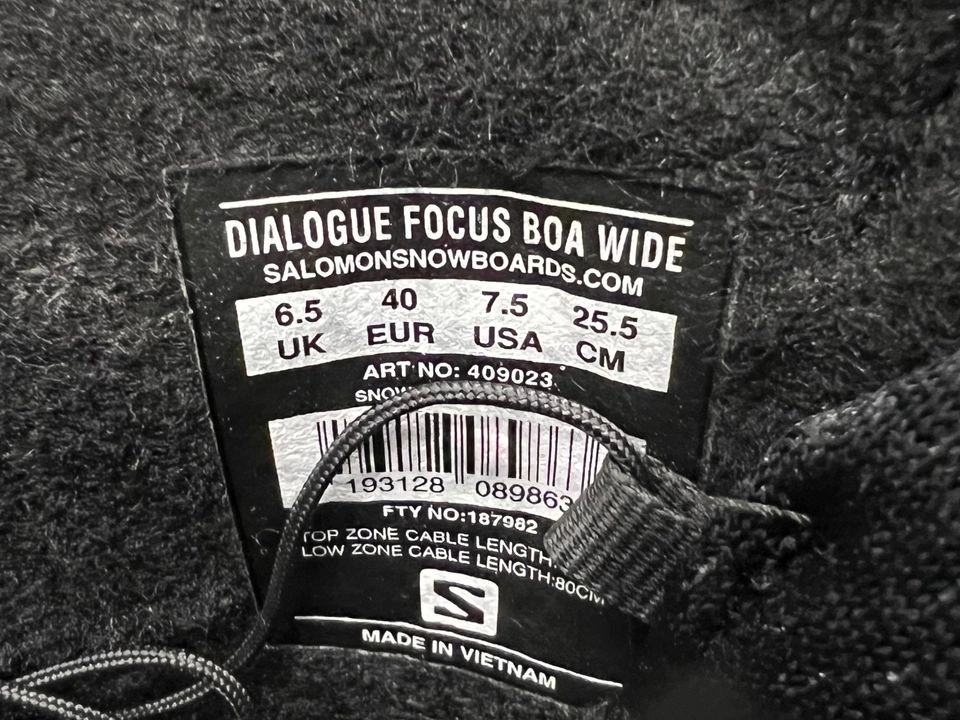 DIALOGUE FOCUS BOA WIDE
SALOMONSNOWBOARDS.COM
6.5 40 7.5 25.5
UK EUR USA CM
ART NO: 409023
193128 089863
FTY NO:187982
TOP ZONE CABLE LENGTH:
LOW ZONE CABLE LENGTH:80CM
S
MADE IN VIETNAM